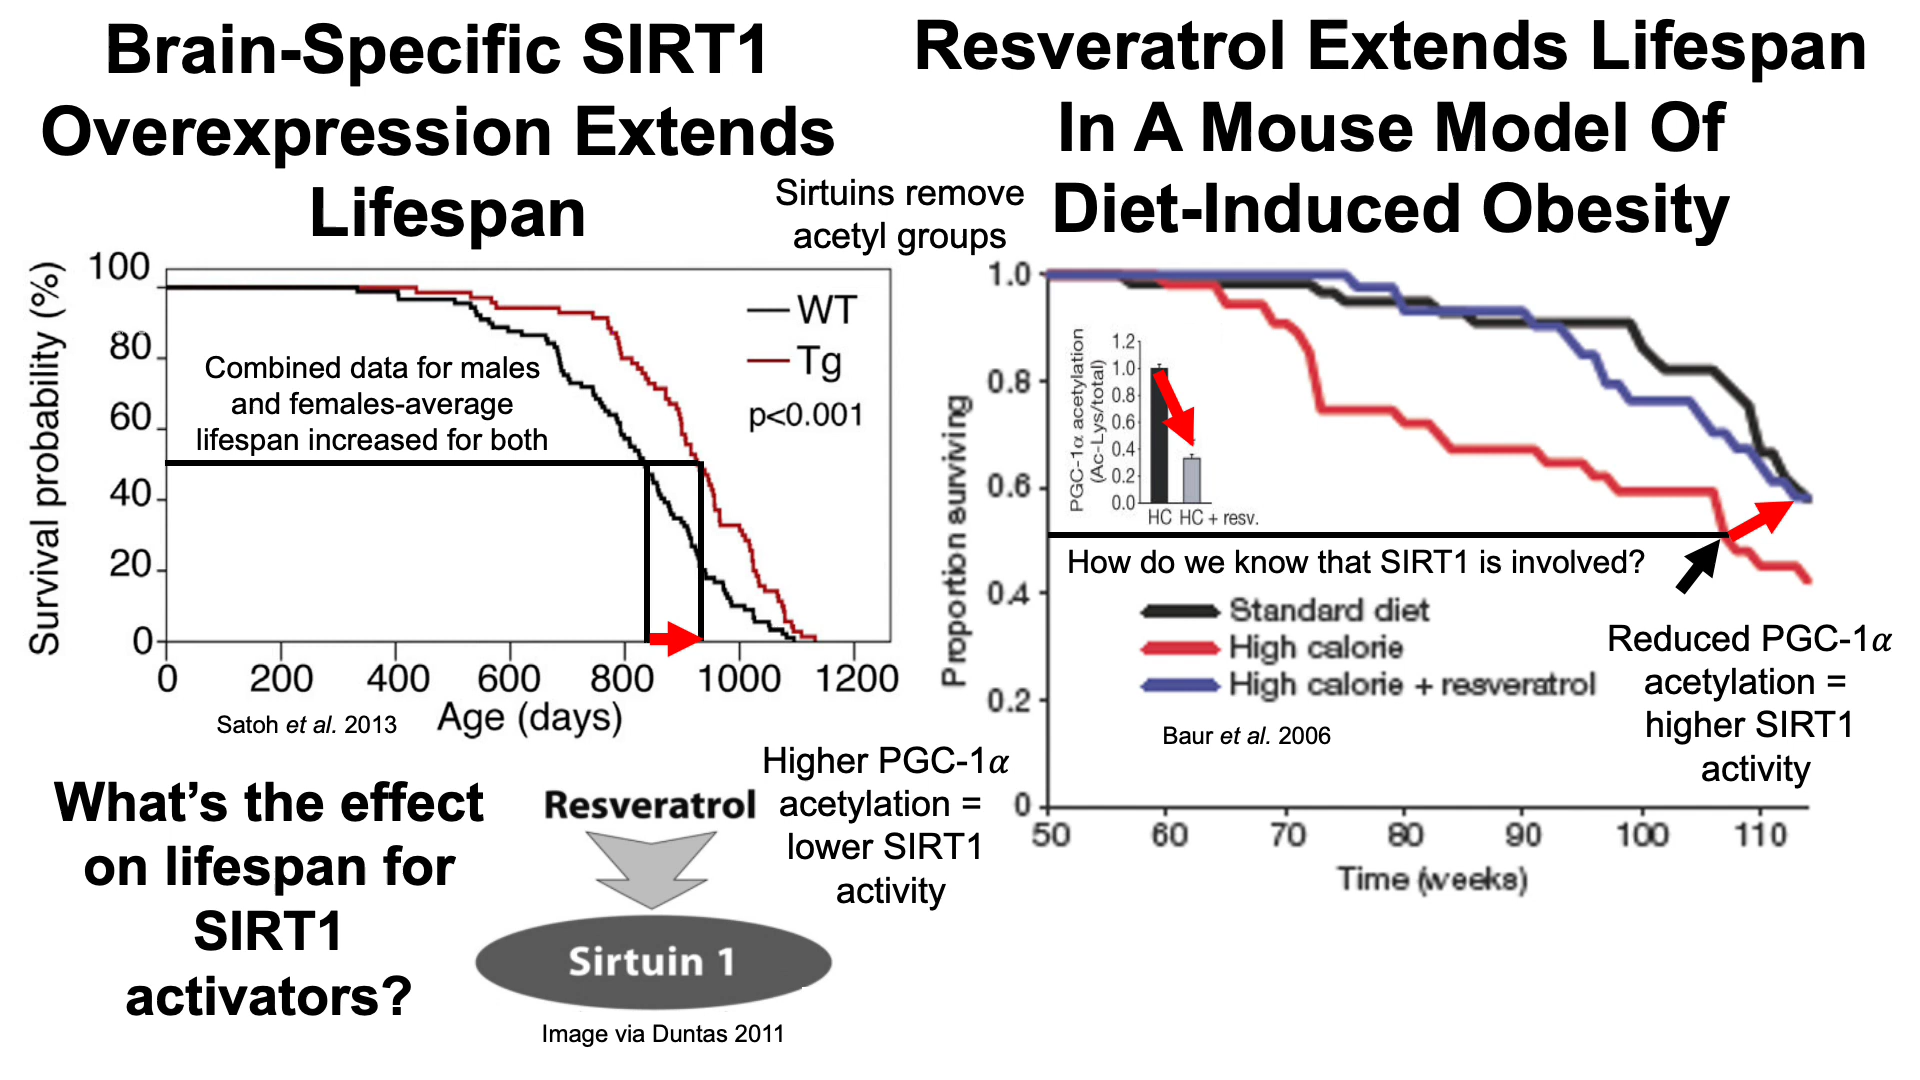 Brain-Specific SIRT1
Overexpression Extends
Lifespan
Survival probability (%)
100
80
60
40
20
0
0
200
400
600
800
1000
1200
Age (days)
WT
Tg
p<0.001
Combined data for males
and females-average
lifespan increased for both
Satoh et al. 2013
What's the effect
on lifespan for
SIRT1
activators?
Resveratrol
Sirtuin 1
Image via Duntas 2011
Sirtuins remove
acetyl groups
Higher PGC-1α
acetylation =
lower SIRT1
activity
Resveratrol Extends Lifespan
In A Mouse Model Of
Diet-Induced Obesity
Proportion surviving
1.0
0.8
0.6
0.4
0.2
0
50
60
70
80
90
100
110
Time (weeks)
PGC-1α acetylation
(Ac-Lys/total)
1.2
1.0
0.8
0.6
0.4
0.2
0.0
HC
HC + resv.
How do we know that SIRT1 is involved?
Standard diet
High calorie
High calorie + resveratrol
Baur et al. 2006
Reduced PGC-1α
acetylation =
higher SIRT1
activity